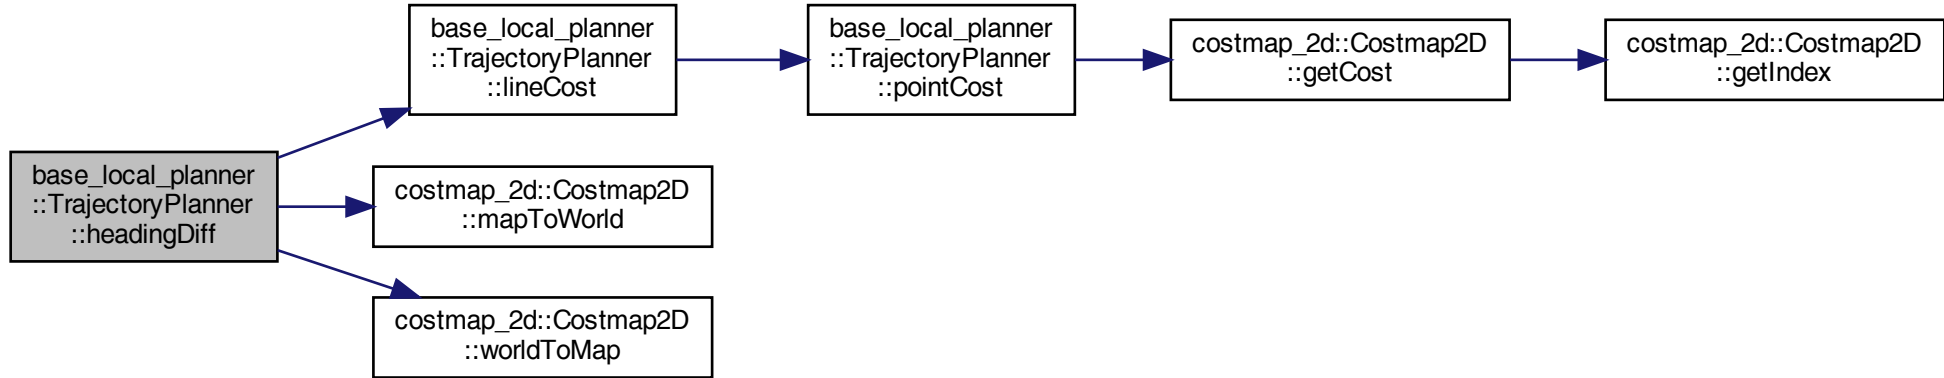 base_local_planner
::TrajectoryPlanner
::headingDiff
base_local_planner
::TrajectoryPlanner
::lineCost
base_local_planner
::TrajectoryPlanner
::pointCost
costmap_2d::Costmap2D
::getCost
costmap_2d::Costmap2D
::getIndex
costmap_2d::Costmap2D
::mapToWorld
costmap_2d::Costmap2D
::worldToMap